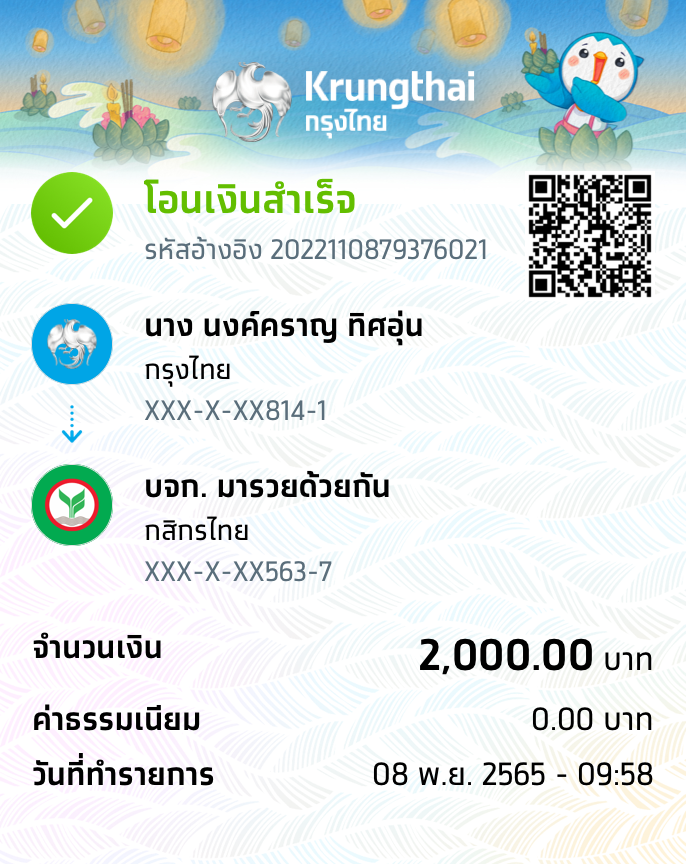 Krungthai
กรุงไทย
โอนเงินสำเร็จ
รหัสอ้างอิง 2022110879376021
นาง นงค์คราญ ทิศอุ่น
กรุงไทย
XXX-X-XX814-1
บจก. มารวยด้วยกัน
กสิกรไทย
XXX-X-XX563-7
จำนวนเงิน 2,000.00 บาท
ค่าธรรมเนียม 0.00 บาท
วันที่ทำรายการ 08 พ.ย. 2565 - 09:58